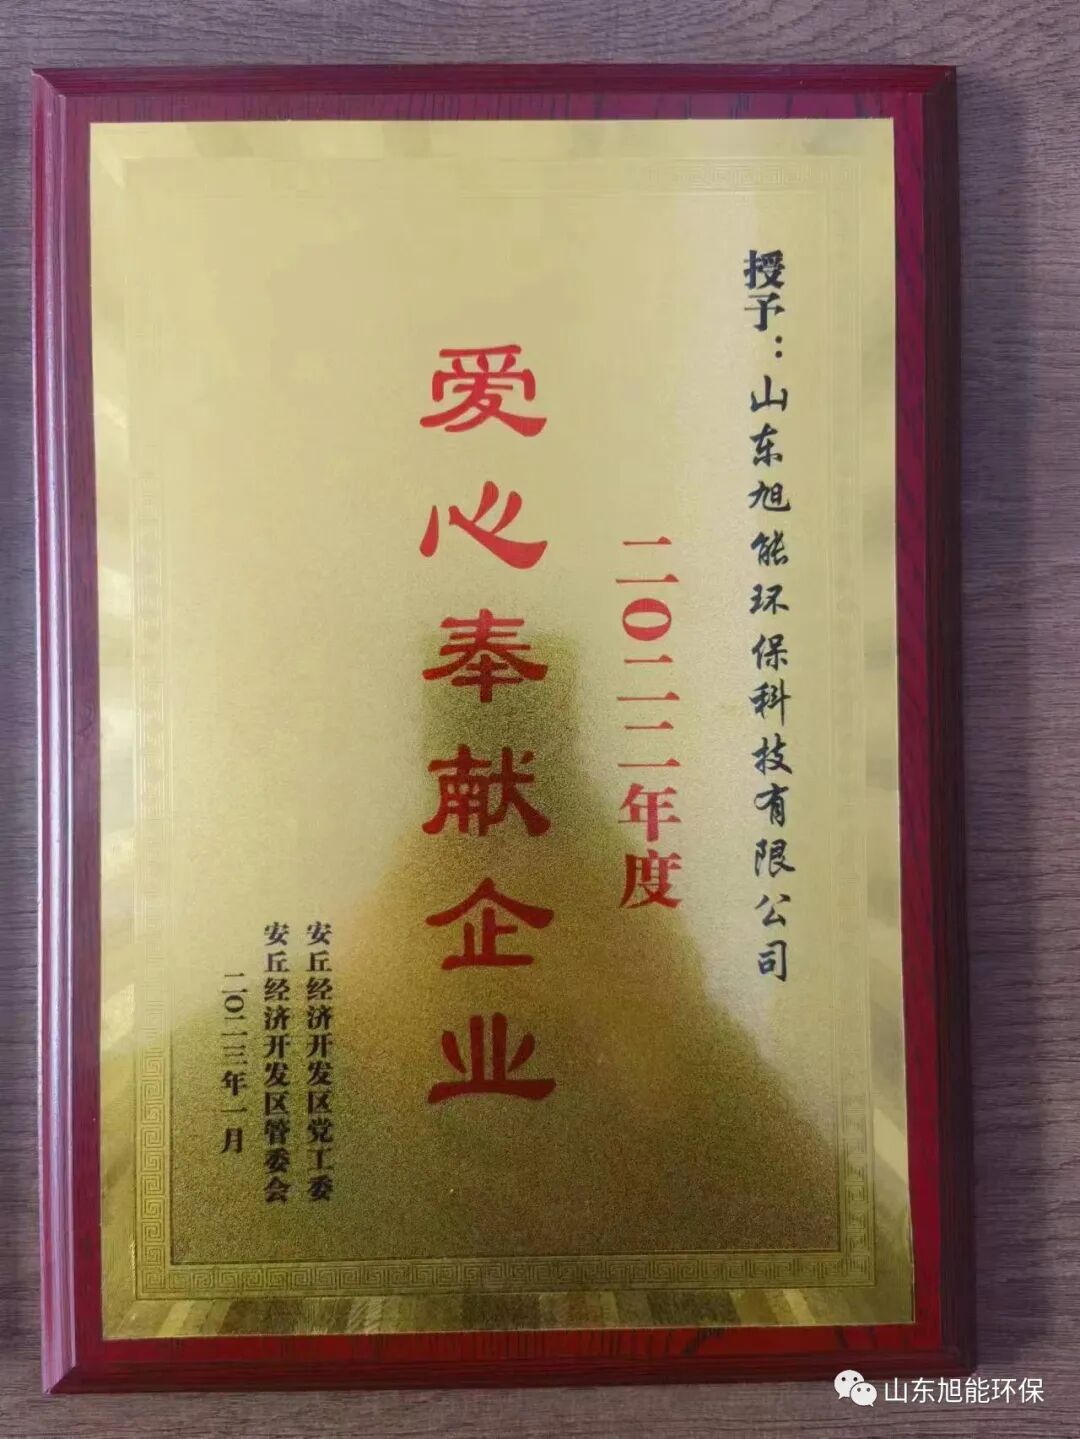 授予：山东旭能环保科技有限公司
二〇二二年度
爱心奉献企业
安丘经济开发区党工委
安丘经济开发区管委会
二〇二三年一月
山东旭能环保